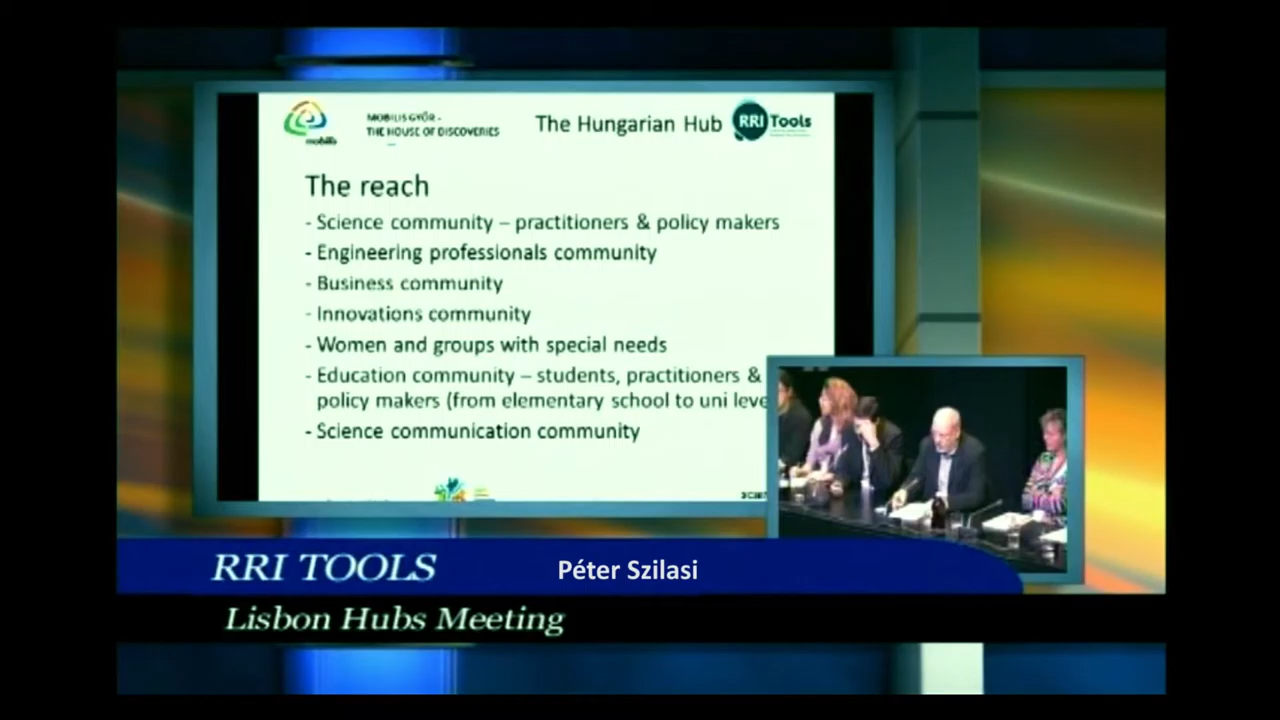 mobilis
MOBILIS GYŐR -
THE HOUSE OF DISCOVERIES
The Hungarian Hub
RRI Tools
The reach
- Science community – practitioners & policy makers
- Engineering professionals community
- Business community
- Innovations community
- Women and groups with special needs
- Education community – students, practitioners &
policy makers (from elementary school to uni leve
- Science communication community
RRI TOOLS
Péter Szilasi
Lisbon Hubs Meeting